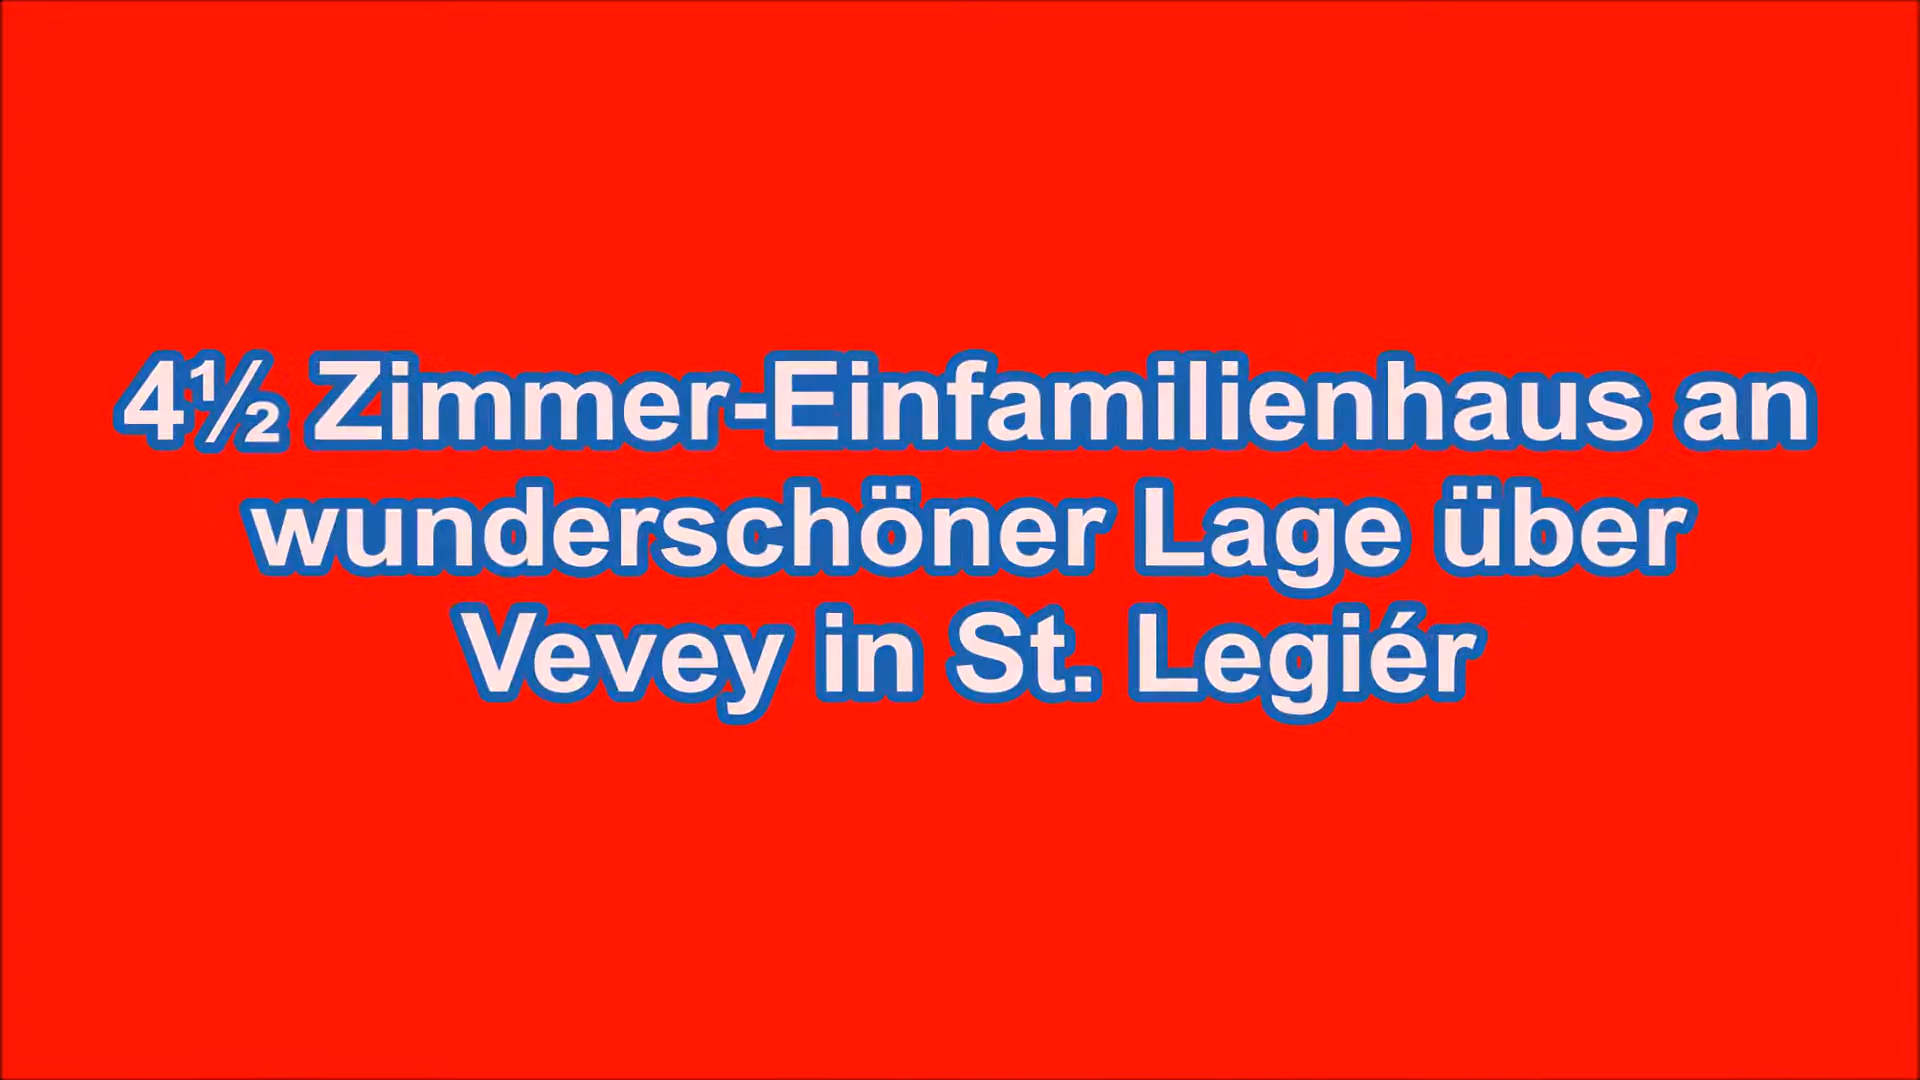 4½ Zimmer-Einfamilienhaus an
wunderschöner Lage über
Vevey in St. Legiér